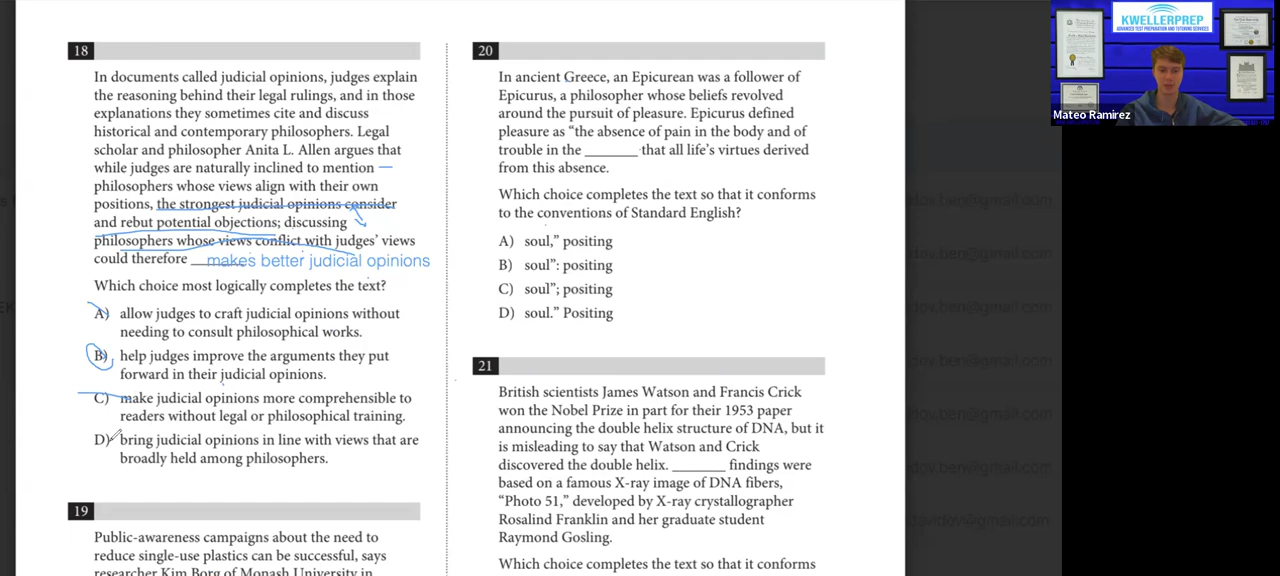 18
In documents called judicial opinions, judges explain
the reasoning behind their legal rulings, and in those
explanations they sometimes cite and discuss
historical and contemporary philosophers. Legal
scholar and philosopher Anita L. Allen argues that
while judges are naturally inclined to mention
philosophers whose views align with their own
positions, the strongest judicial opinions consider
and rebut potential objections; discussing
philosophers whose views conflict with judges' views
could therefore ______
makes better judicial opinions
Which choice most logically completes the text?
A) allow judges to craft judicial opinions without
needing to consult philosophical works.
B) help judges improve the arguments they put
forward in their judicial opinions.
C) make judicial opinions more comprehensible to
readers without legal or philosophical training.
D) bring judicial opinions in line with views that are
broadly held among philosophers.
19
Public-awareness campaigns about the need to
reduce single-use plastics can be successful, says
researcher Kim Borg of Monash University in
20
In ancient Greece, an Epicurean was a follower of
Epicurus, a philosopher whose beliefs revolved
around the pursuit of pleasure. Epicurus defined
pleasure as “the absence of pain in the body and of
trouble in the ______ that all life's virtues derived
from this absence.
Which choice completes the text so that it conforms
to the conventions of Standard English?
A) soul,” positing
B) soul”: positing
C) soul”; positing
D) soul.” Positing
21
British scientists James Watson and Francis Crick
won the Nobel Prize in part for their 1953 paper
announcing the double helix structure of DNA, but it
is misleading to say that Watson and Crick
discovered the double helix. ______ findings were
based on a famous X-ray image of DNA fibers,
“Photo 51,” developed by X-ray crystallographer
Rosalind Franklin and her graduate student
Raymond Gosling.
Which choice completes the text so that it conforms
KWELLERPREP
ADVANCED TEST PREPARATION AND TUTORING SERVICES
Mateo Ramirez